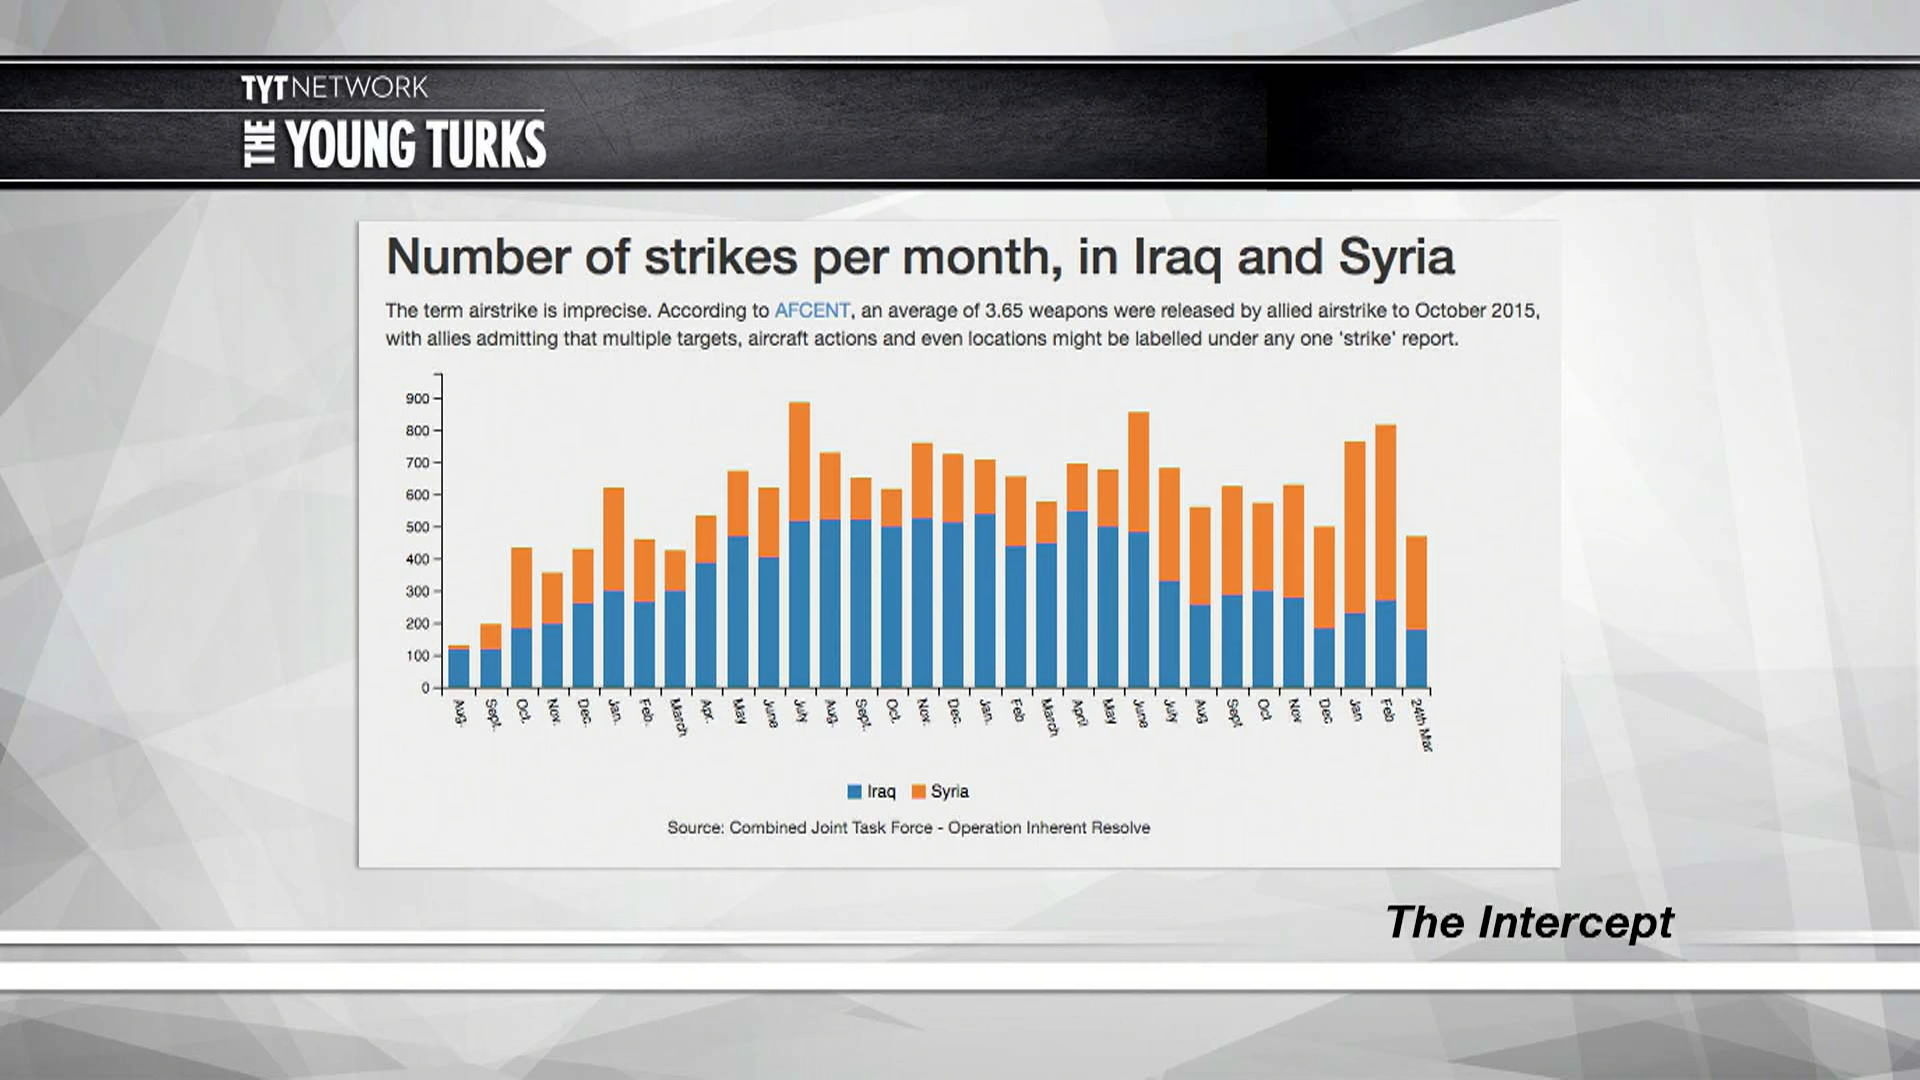 TYT NETWORK
THE YOUNG TURKS
Number of strikes per month, in Iraq and Syria
The term airstrike is imprecise. According to AFCENT, an average of 3.65 weapons were released by allied airstrike to October 2015,
with allies admitting that multiple targets, aircraft actions and even locations might be labelled under any one 'strike' report.
900
800
700
600
500
400
300
200
100
0
Aug. Sept. Oct. Nov. Dec. Jan. Feb. March Apr. May June July Aug. Sept. Oct. Nov. Dec. Jan. Feb March April May June July Aug Sept Oct Nov Dec Jan Feb 24th Mar
Iraq Syria
Source: Combined Joint Task Force - Operation Inherent Resolve
The Intercept